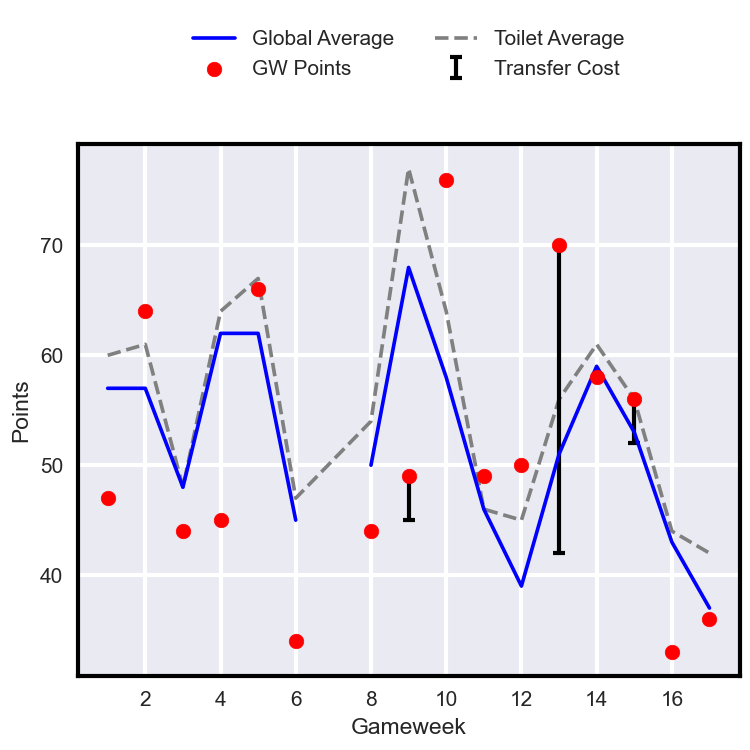 Global Average
Toilet Average
GW Points
Transfer Cost
70
60
50
40
Points
2
4
6
8
10
12
14
16
Gameweek